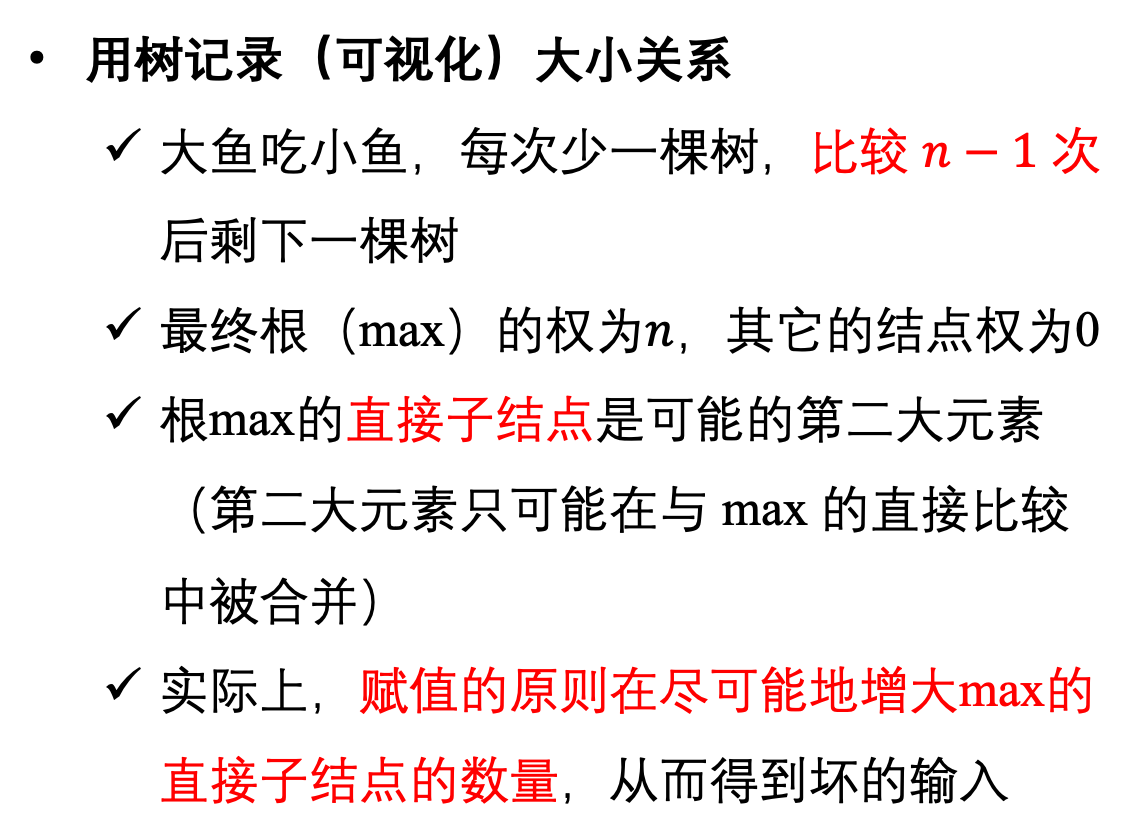 • 用树记录（可视化）大小关系
✓ 大鱼吃小鱼，每次少一棵树，比较 n − 1 次
后剩下一棵树
✓ 最终根（max）的权为n，其它的结点权为0
✓ 根max的直接子结点是可能的第二大元素
（第二大元素只可能在与 max 的直接比较
中被合并）
✓ 实际上，赋值的原则在尽可能地增大max的
直接子结点的数量，从而得到坏的输入